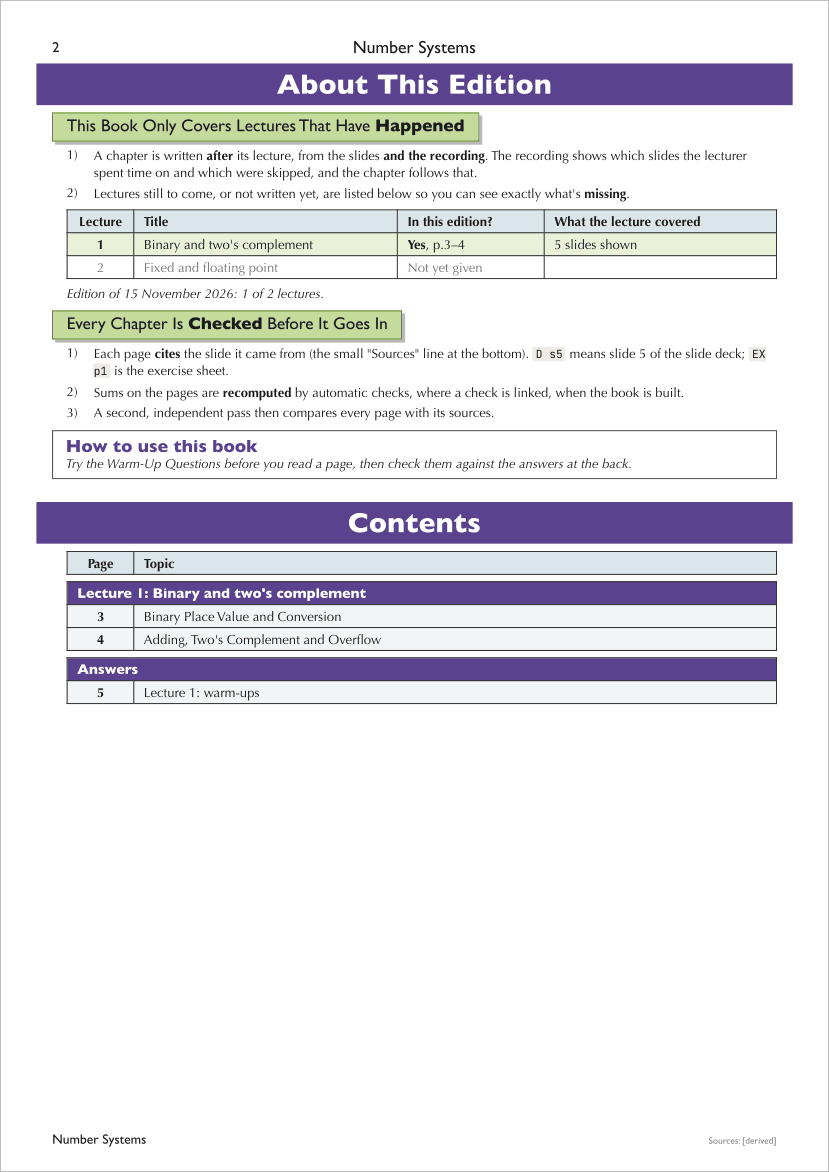 2
Number Systems
About This Edition
This Book Only Covers Lectures That Have Happened
1) A chapter is written after its lecture, from the slides and the recording. The recording shows which slides the lecturer
spent time on and which were skipped, and the chapter follows that.
2) Lectures still to come, or not written yet, are listed below so you can see exactly what's missing.
Lecture Title In this edition? What the lecture covered
1 Binary and two's complement Yes, p.3–4 5 slides shown
2 Fixed and floating point Not yet given
Edition of 15 November 2026: 1 of 2 lectures.
Every Chapter Is Checked Before It Goes In
1) Each page cites the slide it came from (the small "Sources" line at the bottom). D s5 means slide 5 of the slide deck; EX
p1 is the exercise sheet.
2) Sums on the pages are recomputed by automatic checks, where a check is linked, when the book is built.
3) A second, independent pass then compares every page with its sources.
How to use this book
Try the Warm-Up Questions before you read a page, then check them against the answers at the back.
Contents
Page Topic
Lecture 1: Binary and two's complement
3 Binary Place Value and Conversion
4 Adding, Two's Complement and Overflow
Answers
5 Lecture 1: warm-ups
Number Systems
Sources: [derived]